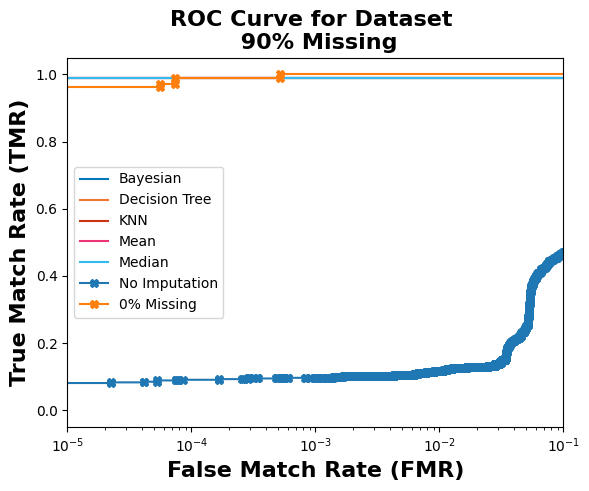 ROC Curve for Dataset
90% Missing
True Match Rate (TMR)
1.0
0.8
0.6
0.4
0.2
0.0
Bayesian
Decision Tree
KNN
Mean
Median
No Imputation
0% Missing
10⁻⁵
10⁻⁴
10⁻³
10⁻²
10⁻¹
False Match Rate (FMR)